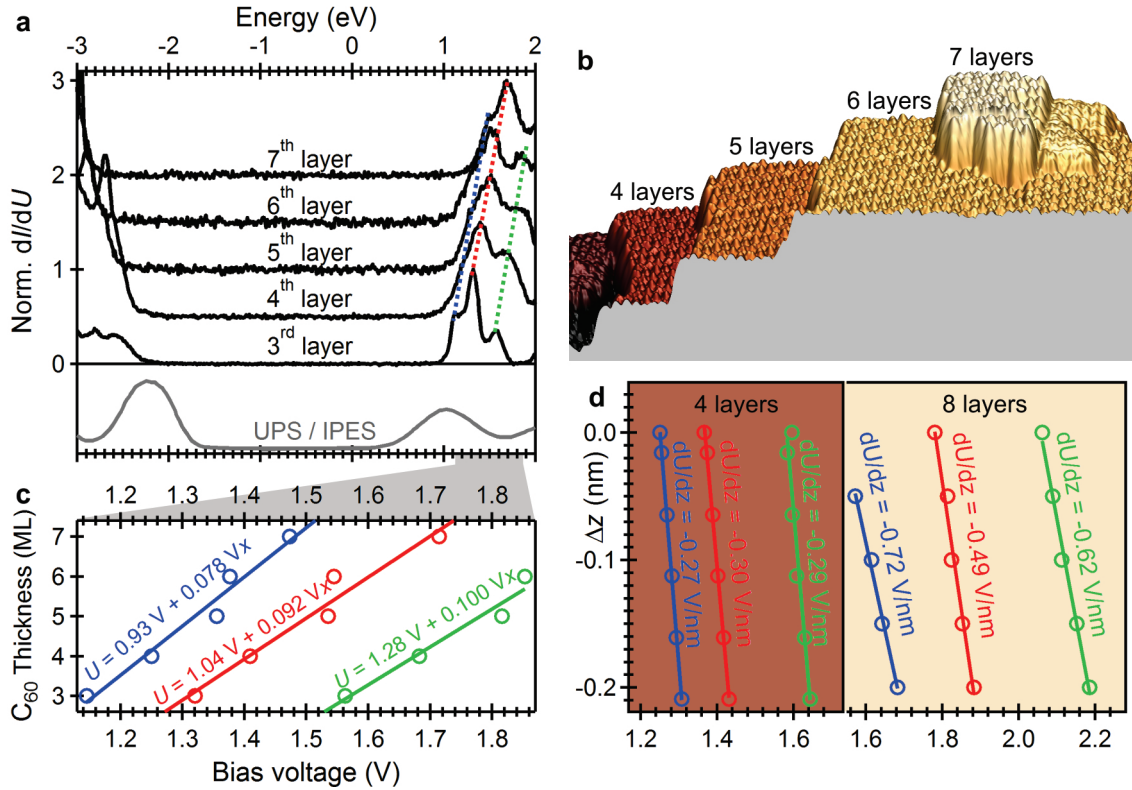 a
Energy (eV)
-3 -2 -1 0 1 2
Norm. dI/dU
3
2
1
0
7th layer
6th layer
5th layer
4th layer
3rd layer
UPS / IPES
b
7 layers
6 layers
5 layers
4 layers
c
1.2 1.3 1.4 1.5 1.6 1.7 1.8
C60 Thickness (ML)
7
6
5
4
3
U = 0.93 V + 0.078 Vx
U = 1.04 V + 0.092 Vx
U = 1.28 V + 0.100 Vx
1.2 1.3 1.4 1.5 1.6 1.7 1.8
Bias voltage (V)
d
4 layers
8 layers
Δz (nm)
0.0
-0.1
-0.2
dU/dz = -0.27 V/nm
dU/dz = -0.30 V/nm
dU/dz = -0.29 V/nm
dU/dz = -0.72 V/nm
dU/dz = -0.49 V/nm
dU/dz = -0.62 V/nm
1.2 1.4 1.6 1.6 1.8 2.0 2.2